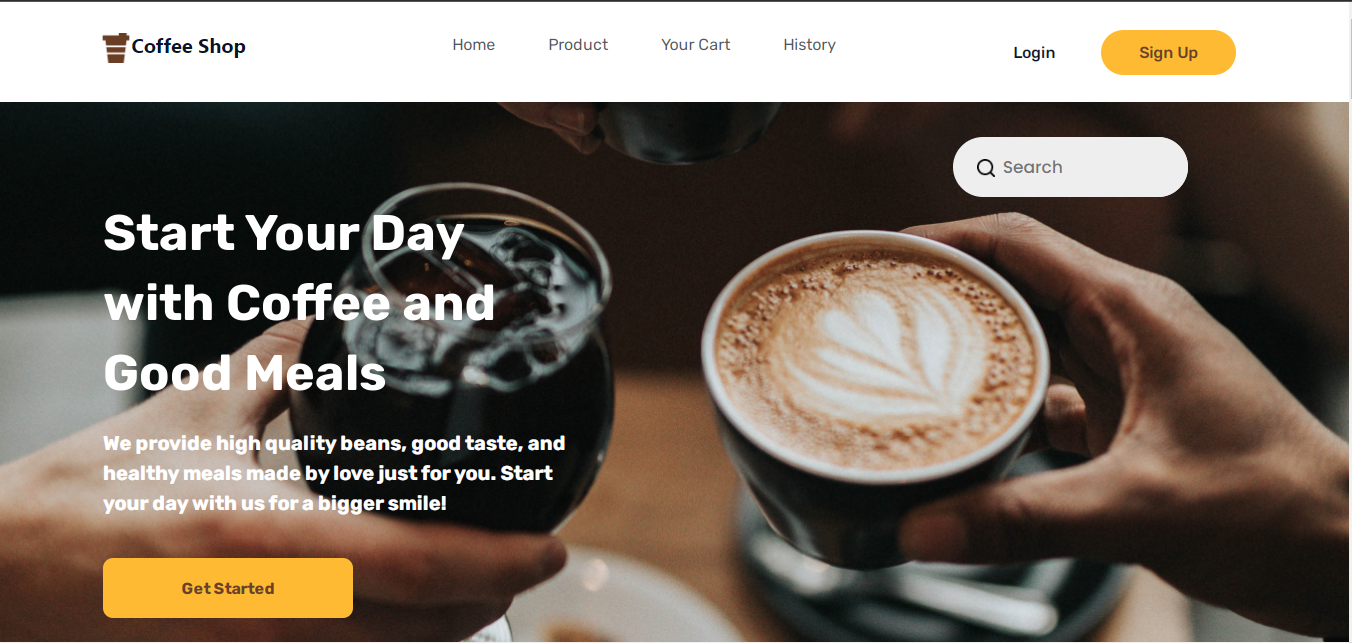 Coffee Shop
Home
Product
Your Cart
History
Login
Sign Up
Search
Start Your Day
with Coffee and
Good Meals
We provide high quality beans, good taste, and
healthy meals made by love just for you. Start
your day with us for a bigger smile!
Get Started